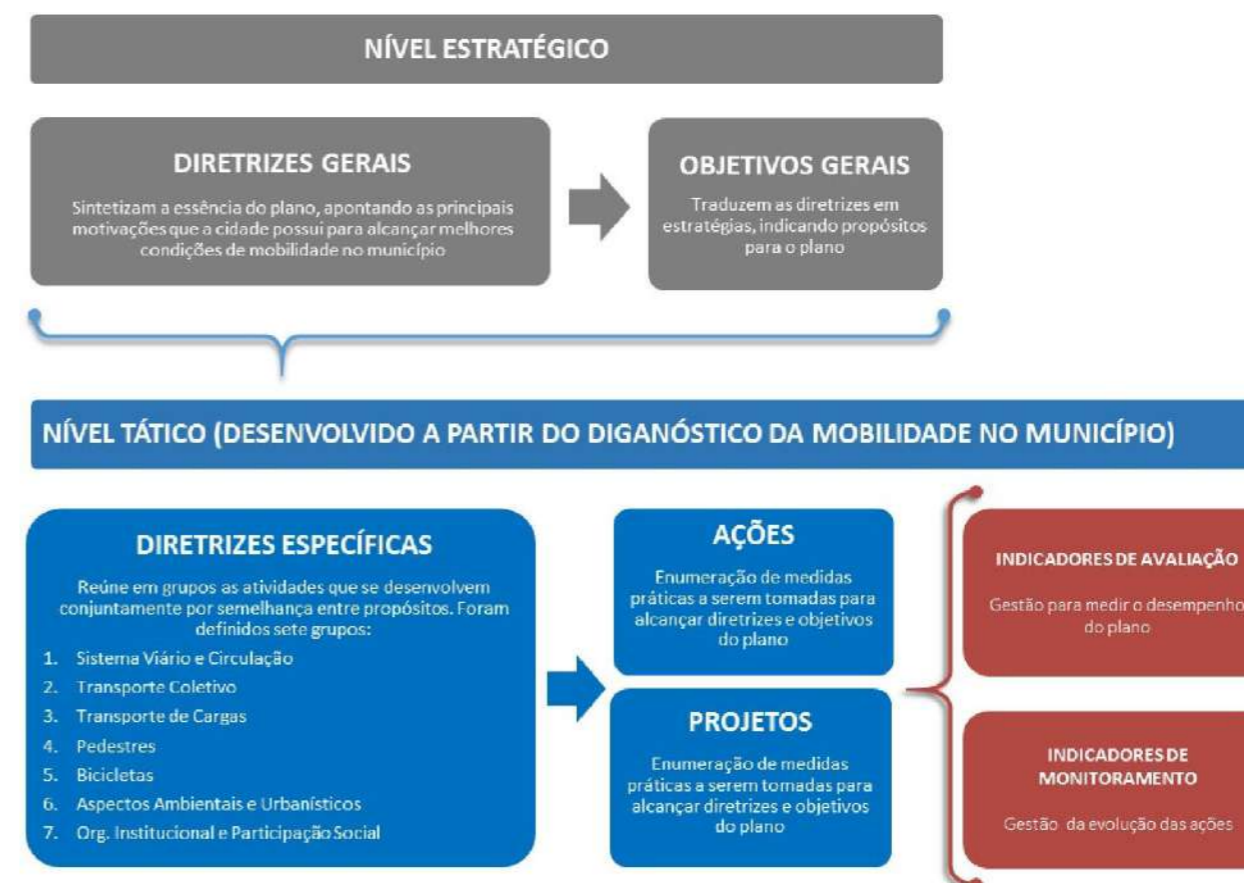 NÍVEL ESTRATÉGICO
DIRETRIZES GERAIS
Sintetizam a essência do plano, apontando as principais
motivações que a cidade possui para alcançar melhores
condições de mobilidade no município
OBJETIVOS GERAIS
Traduzem as diretrizes em
estratégias, indicando propósitos
para o plano
NÍVEL TÁTICO (DESENVOLVIDO A PARTIR DO DIGANÓSTICO DA MOBILIDADE NO MUNICÍPIO)
DIRETRIZES ESPECÍFICAS
Reúne em grupos as atividades que se desenvolvem
conjuntamente por semelhança entre propósitos. Foram
definidos sete grupos:
1. Sistema Viário e Circulação
2. Transporte Coletivo
3. Transporte de Cargas
4. Pedestres
5. Bicicletas
6. Aspectos Ambientais e Urbanísticos
7. Org. Institucional e Participação Social
AÇÕES
Enumeração de medidas
práticas a serem tomadas para
alcançar diretrizes e objetivos
do plano
PROJETOS
Enumeração de medidas
práticas a serem tomadas para
alcançar diretrizes e objetivos
do plano
INDICADORES DE AVALIAÇÃO
Gestão para medir o desempenho
do plano
INDICADORES DE
MONITORAMENTO
Gestão da evolução das ações